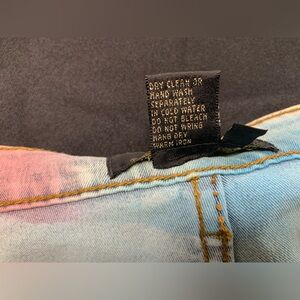 DRY CLEAN OR
HAND WASH
SEPARATELY
IN COLD WATER
DO NOT BLEACH
DO NOT WRING
HANG DRY
WARM IRON